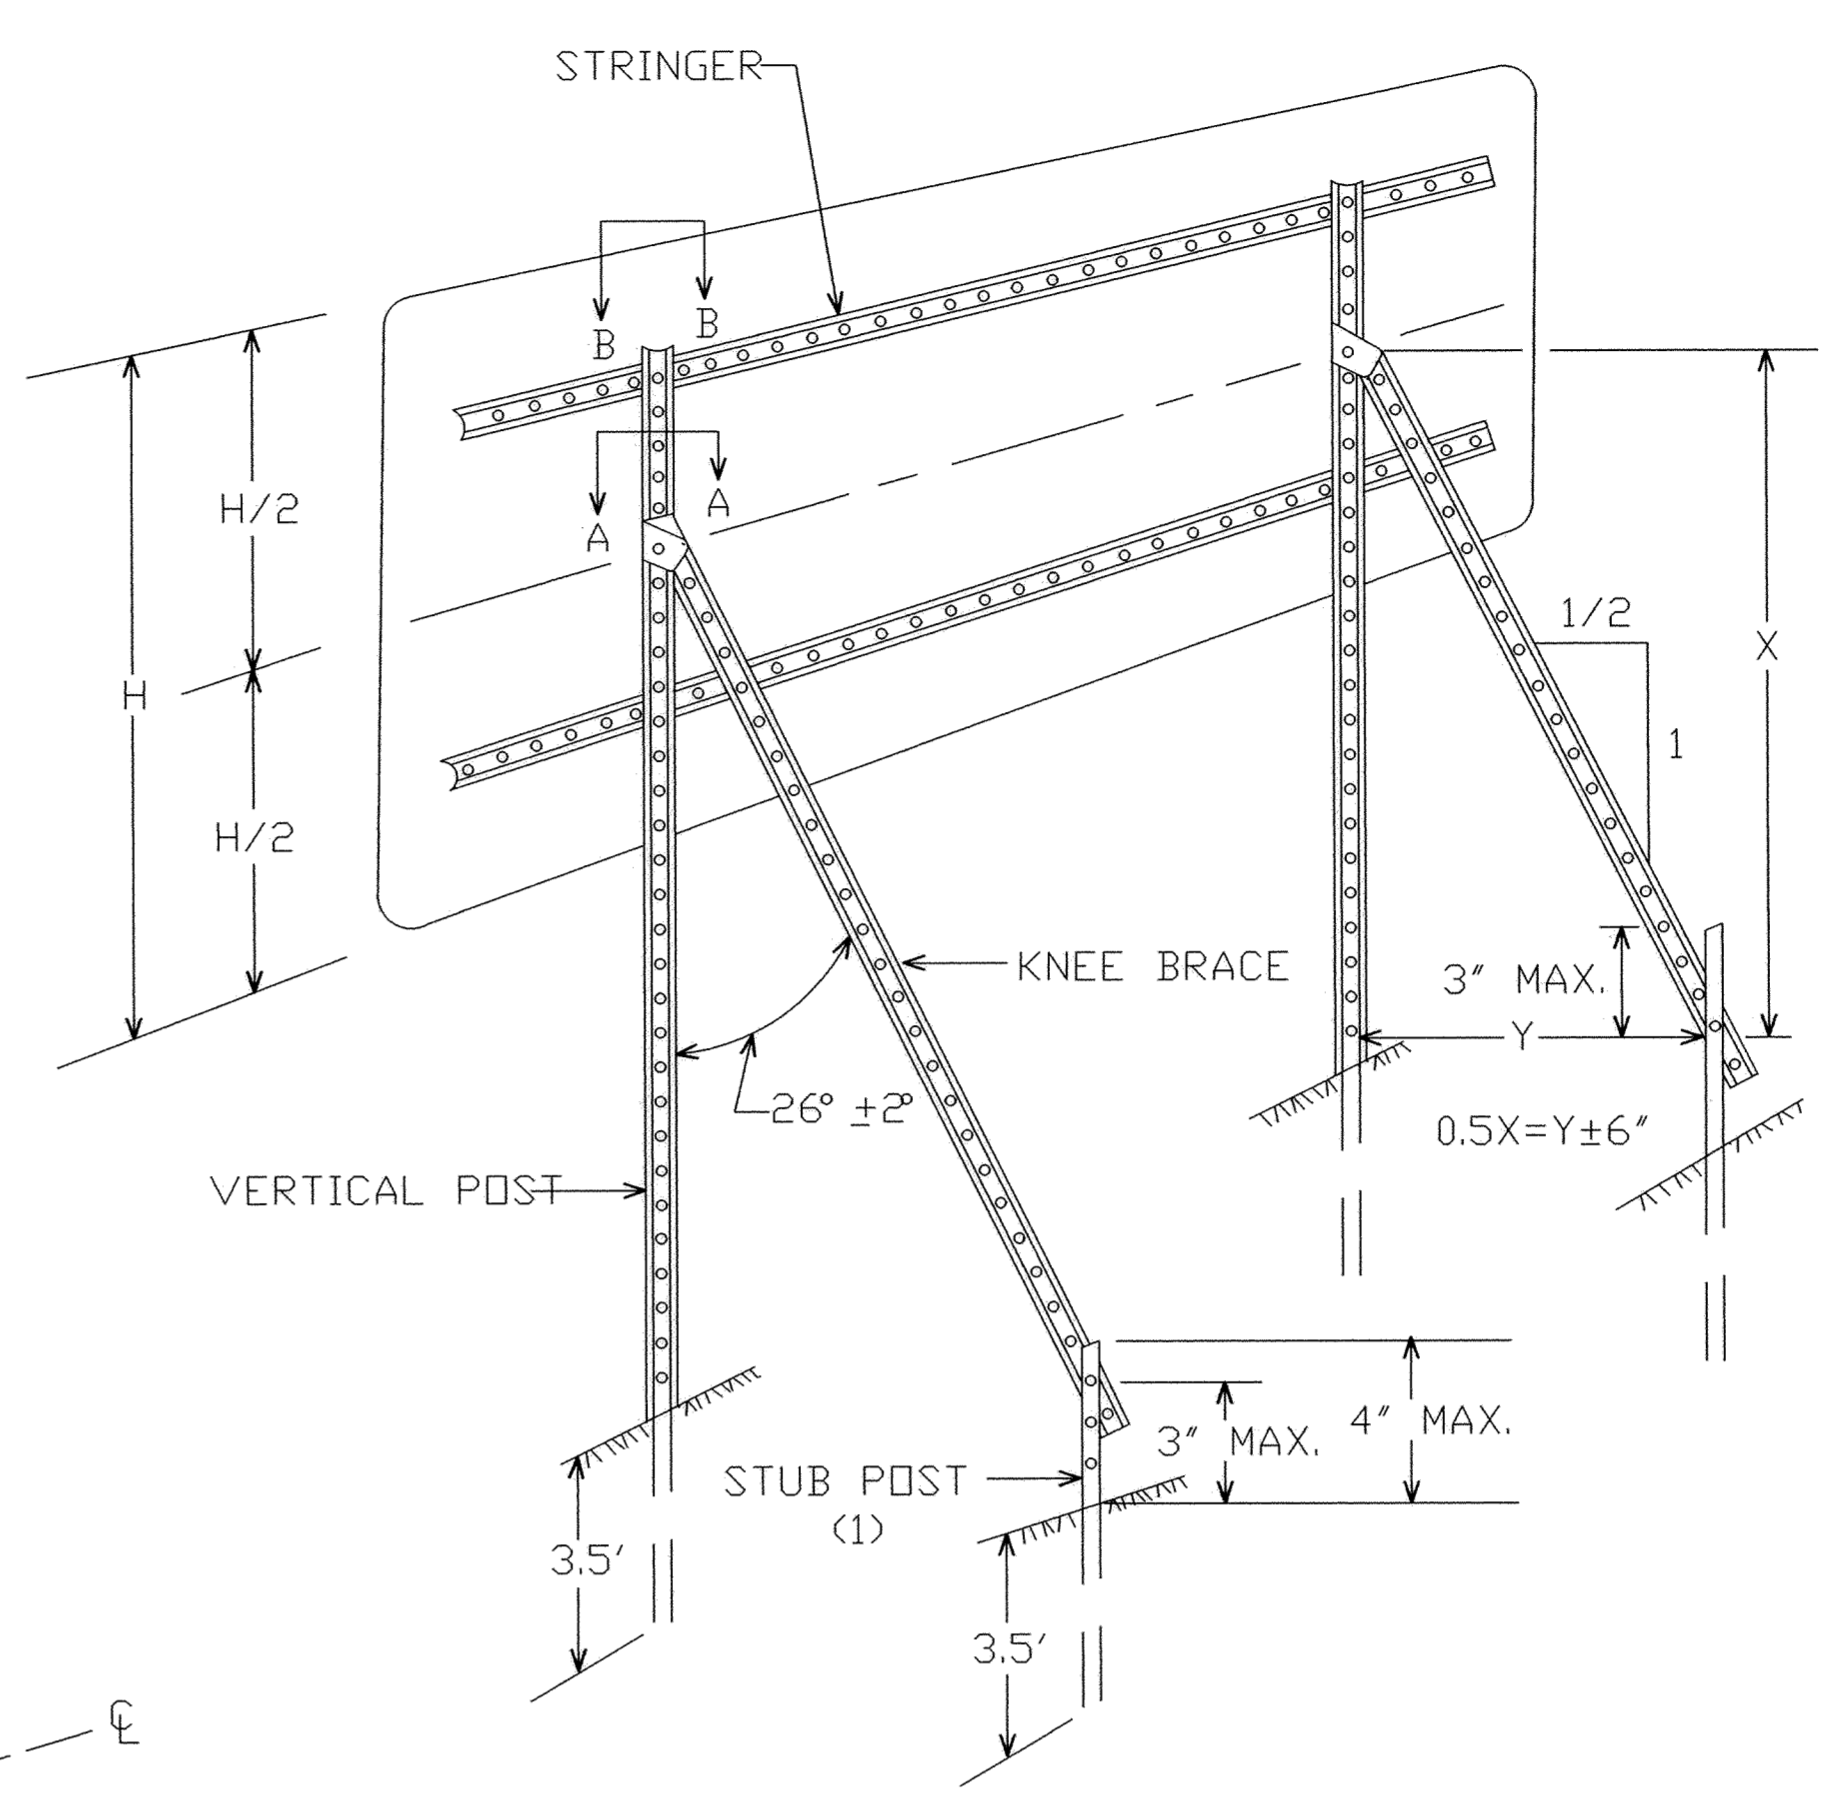 STRINGER
B
B
H/2
A
A
1/2
X
H
1
H/2
KNEE BRACE
3" MAX.
Y
26° ±2°
0.5X=Y±6"
VERTICAL POST
4" MAX.
3" MAX.
STUB POST
(1)
3.5'
3.5'
℄